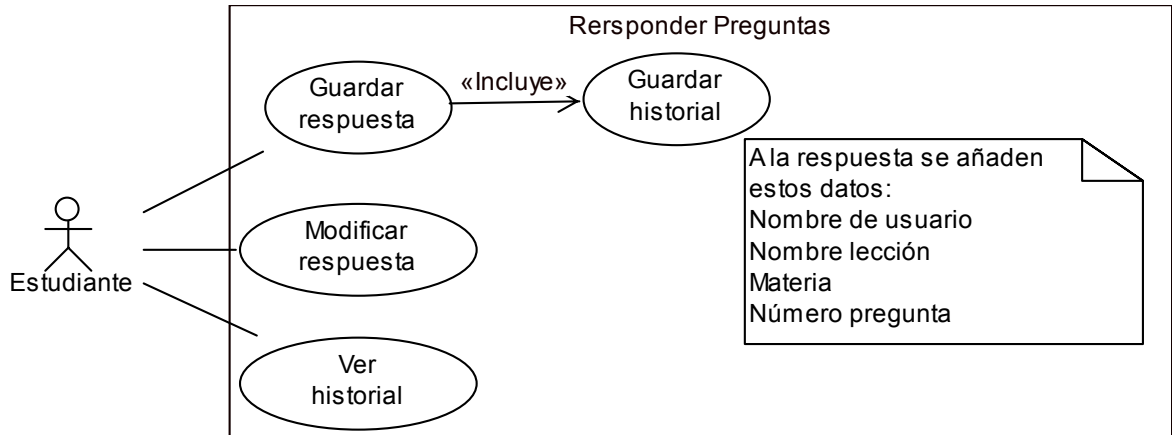 Rersponder Preguntas
Guardar
respuesta
«Incluye»
Guardar
historial
A la respuesta se añaden
estos datos:
Nombre de usuario
Nombre lección
Materia
Número pregunta
Modificar
respuesta
Estudiante
Ver
historial